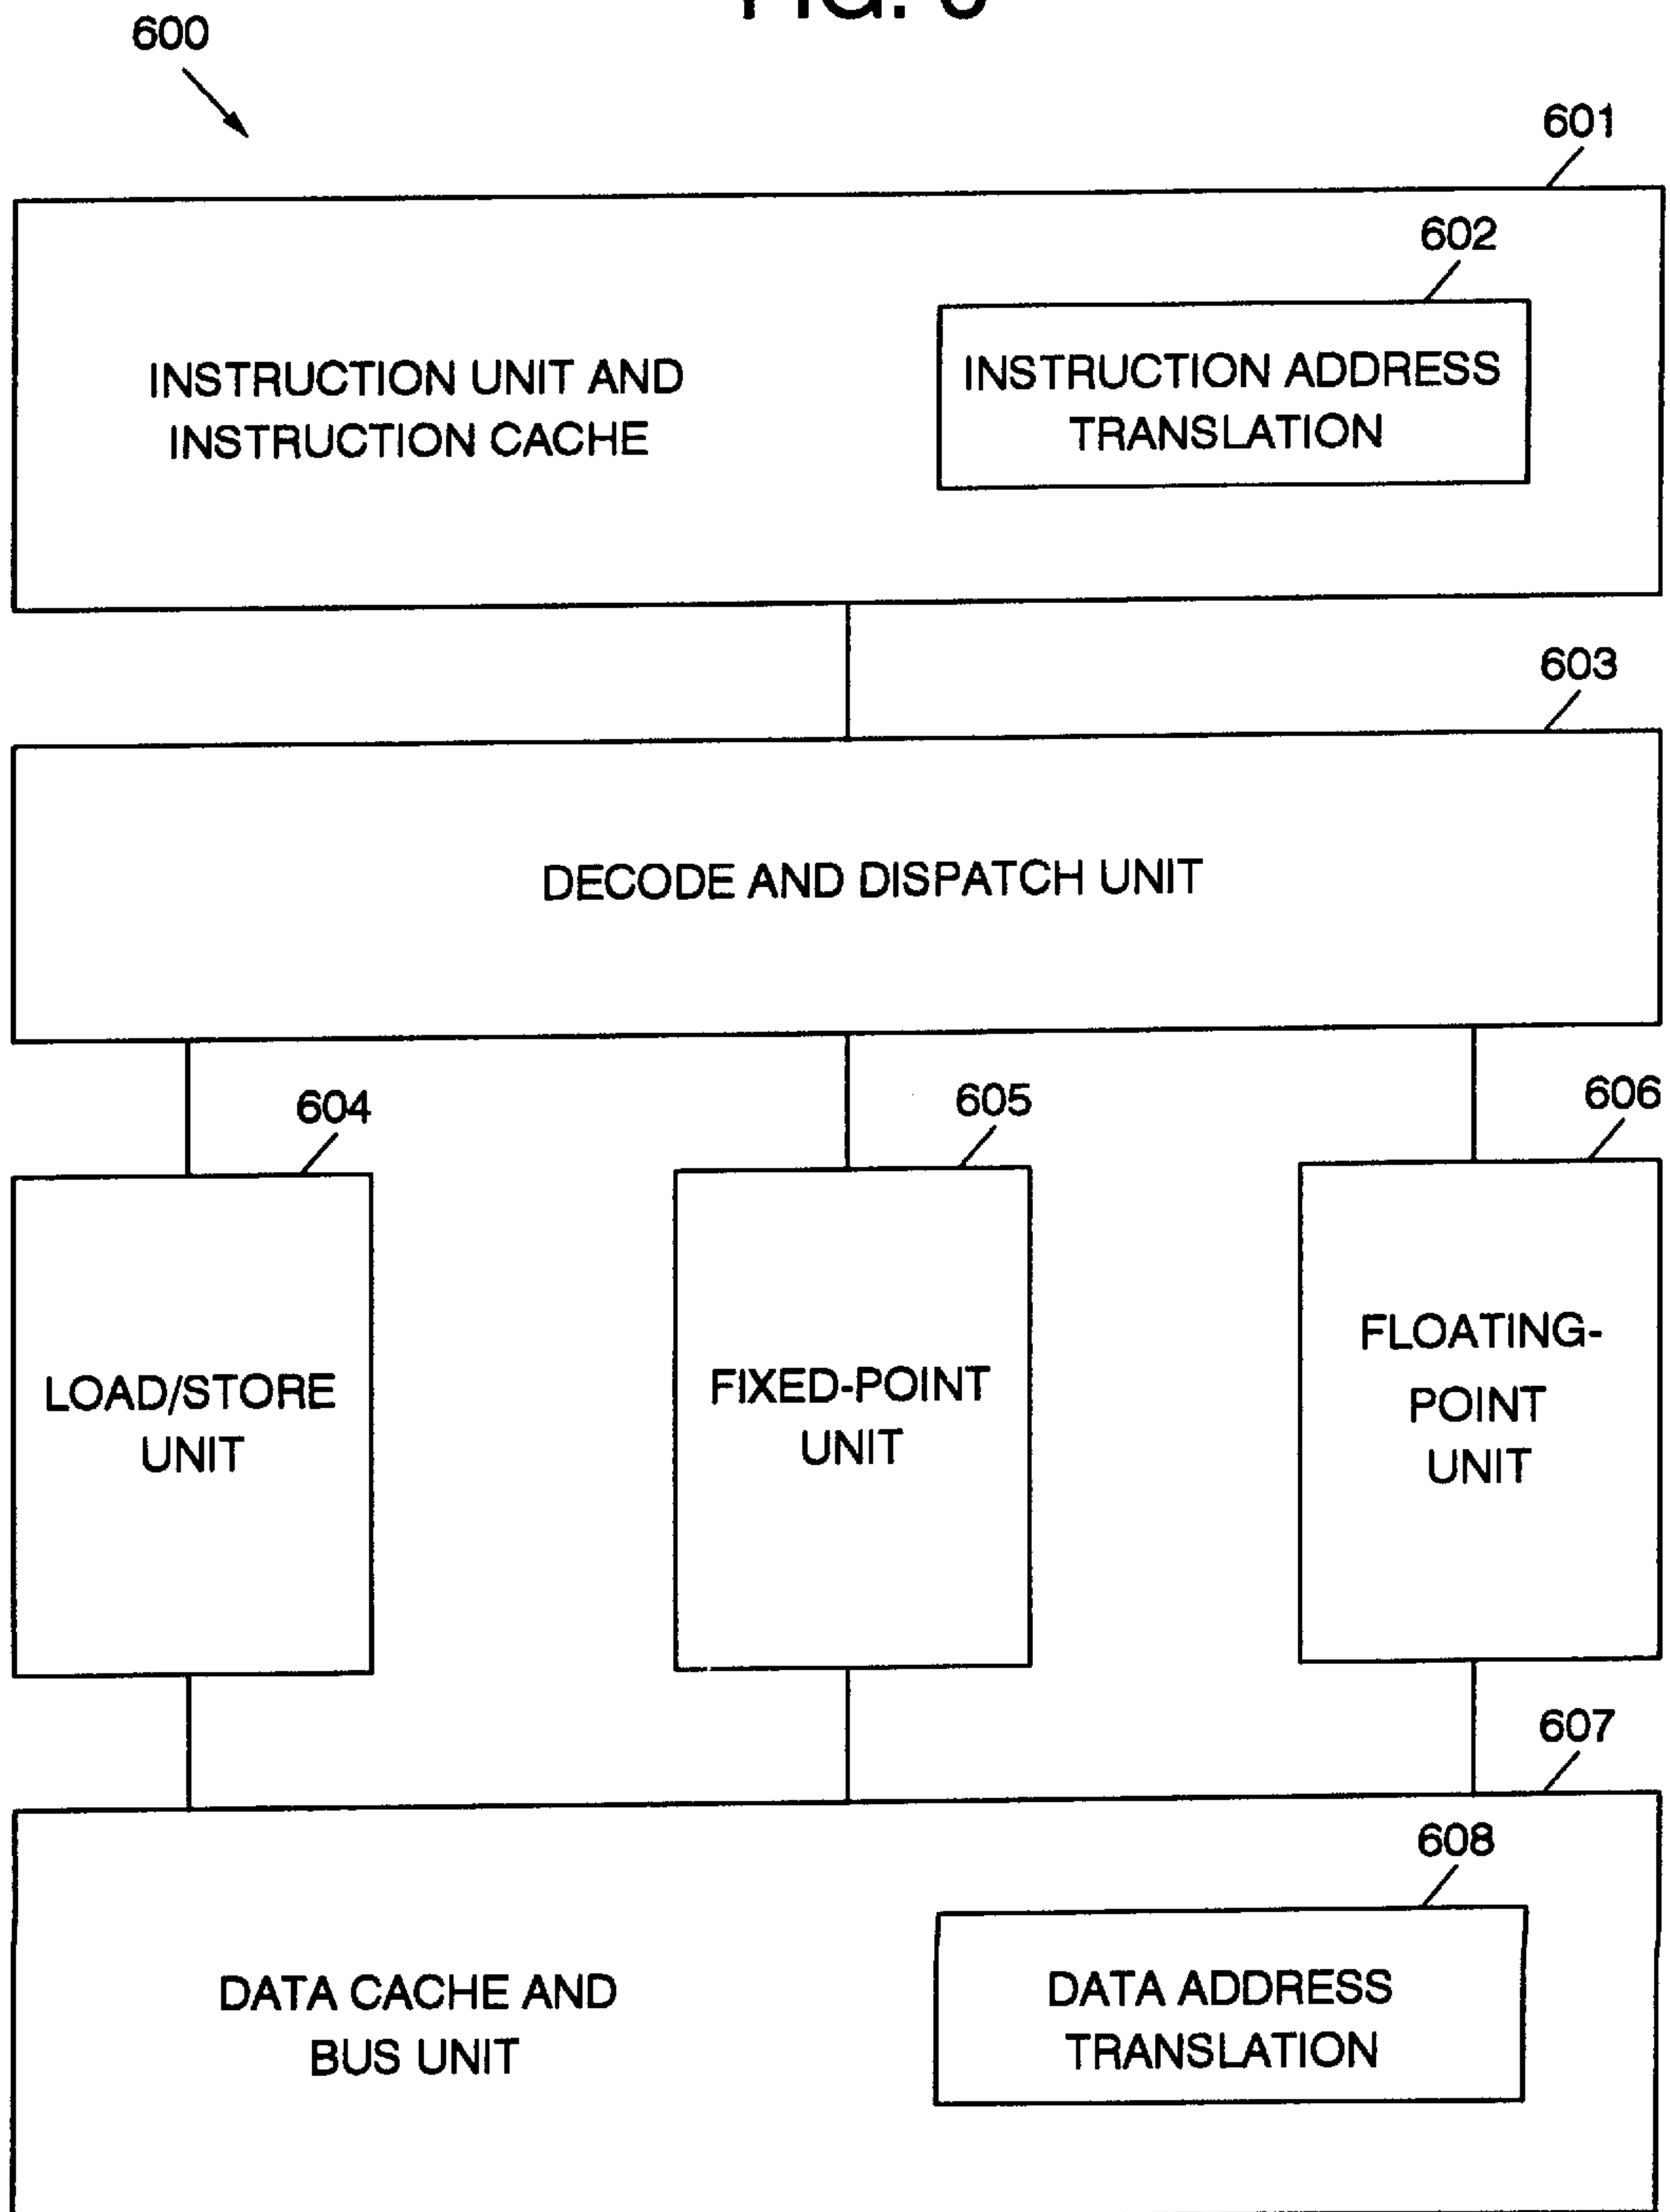 FIG.
600
601
602
INSTRUCTION UNIT AND
INSTRUCTION CACHE
INSTRUCTION ADDRESS
TRANSLATION
603
DECODE AND DISPATCH UNIT
604
605
606
LOAD/STORE
UNIT
FIXED-POINT
UNIT
FLOATING-
POINT
UNIT
607
608
DATA CACHE AND
BUS UNIT
DATA ADDRESS
TRANSLATION